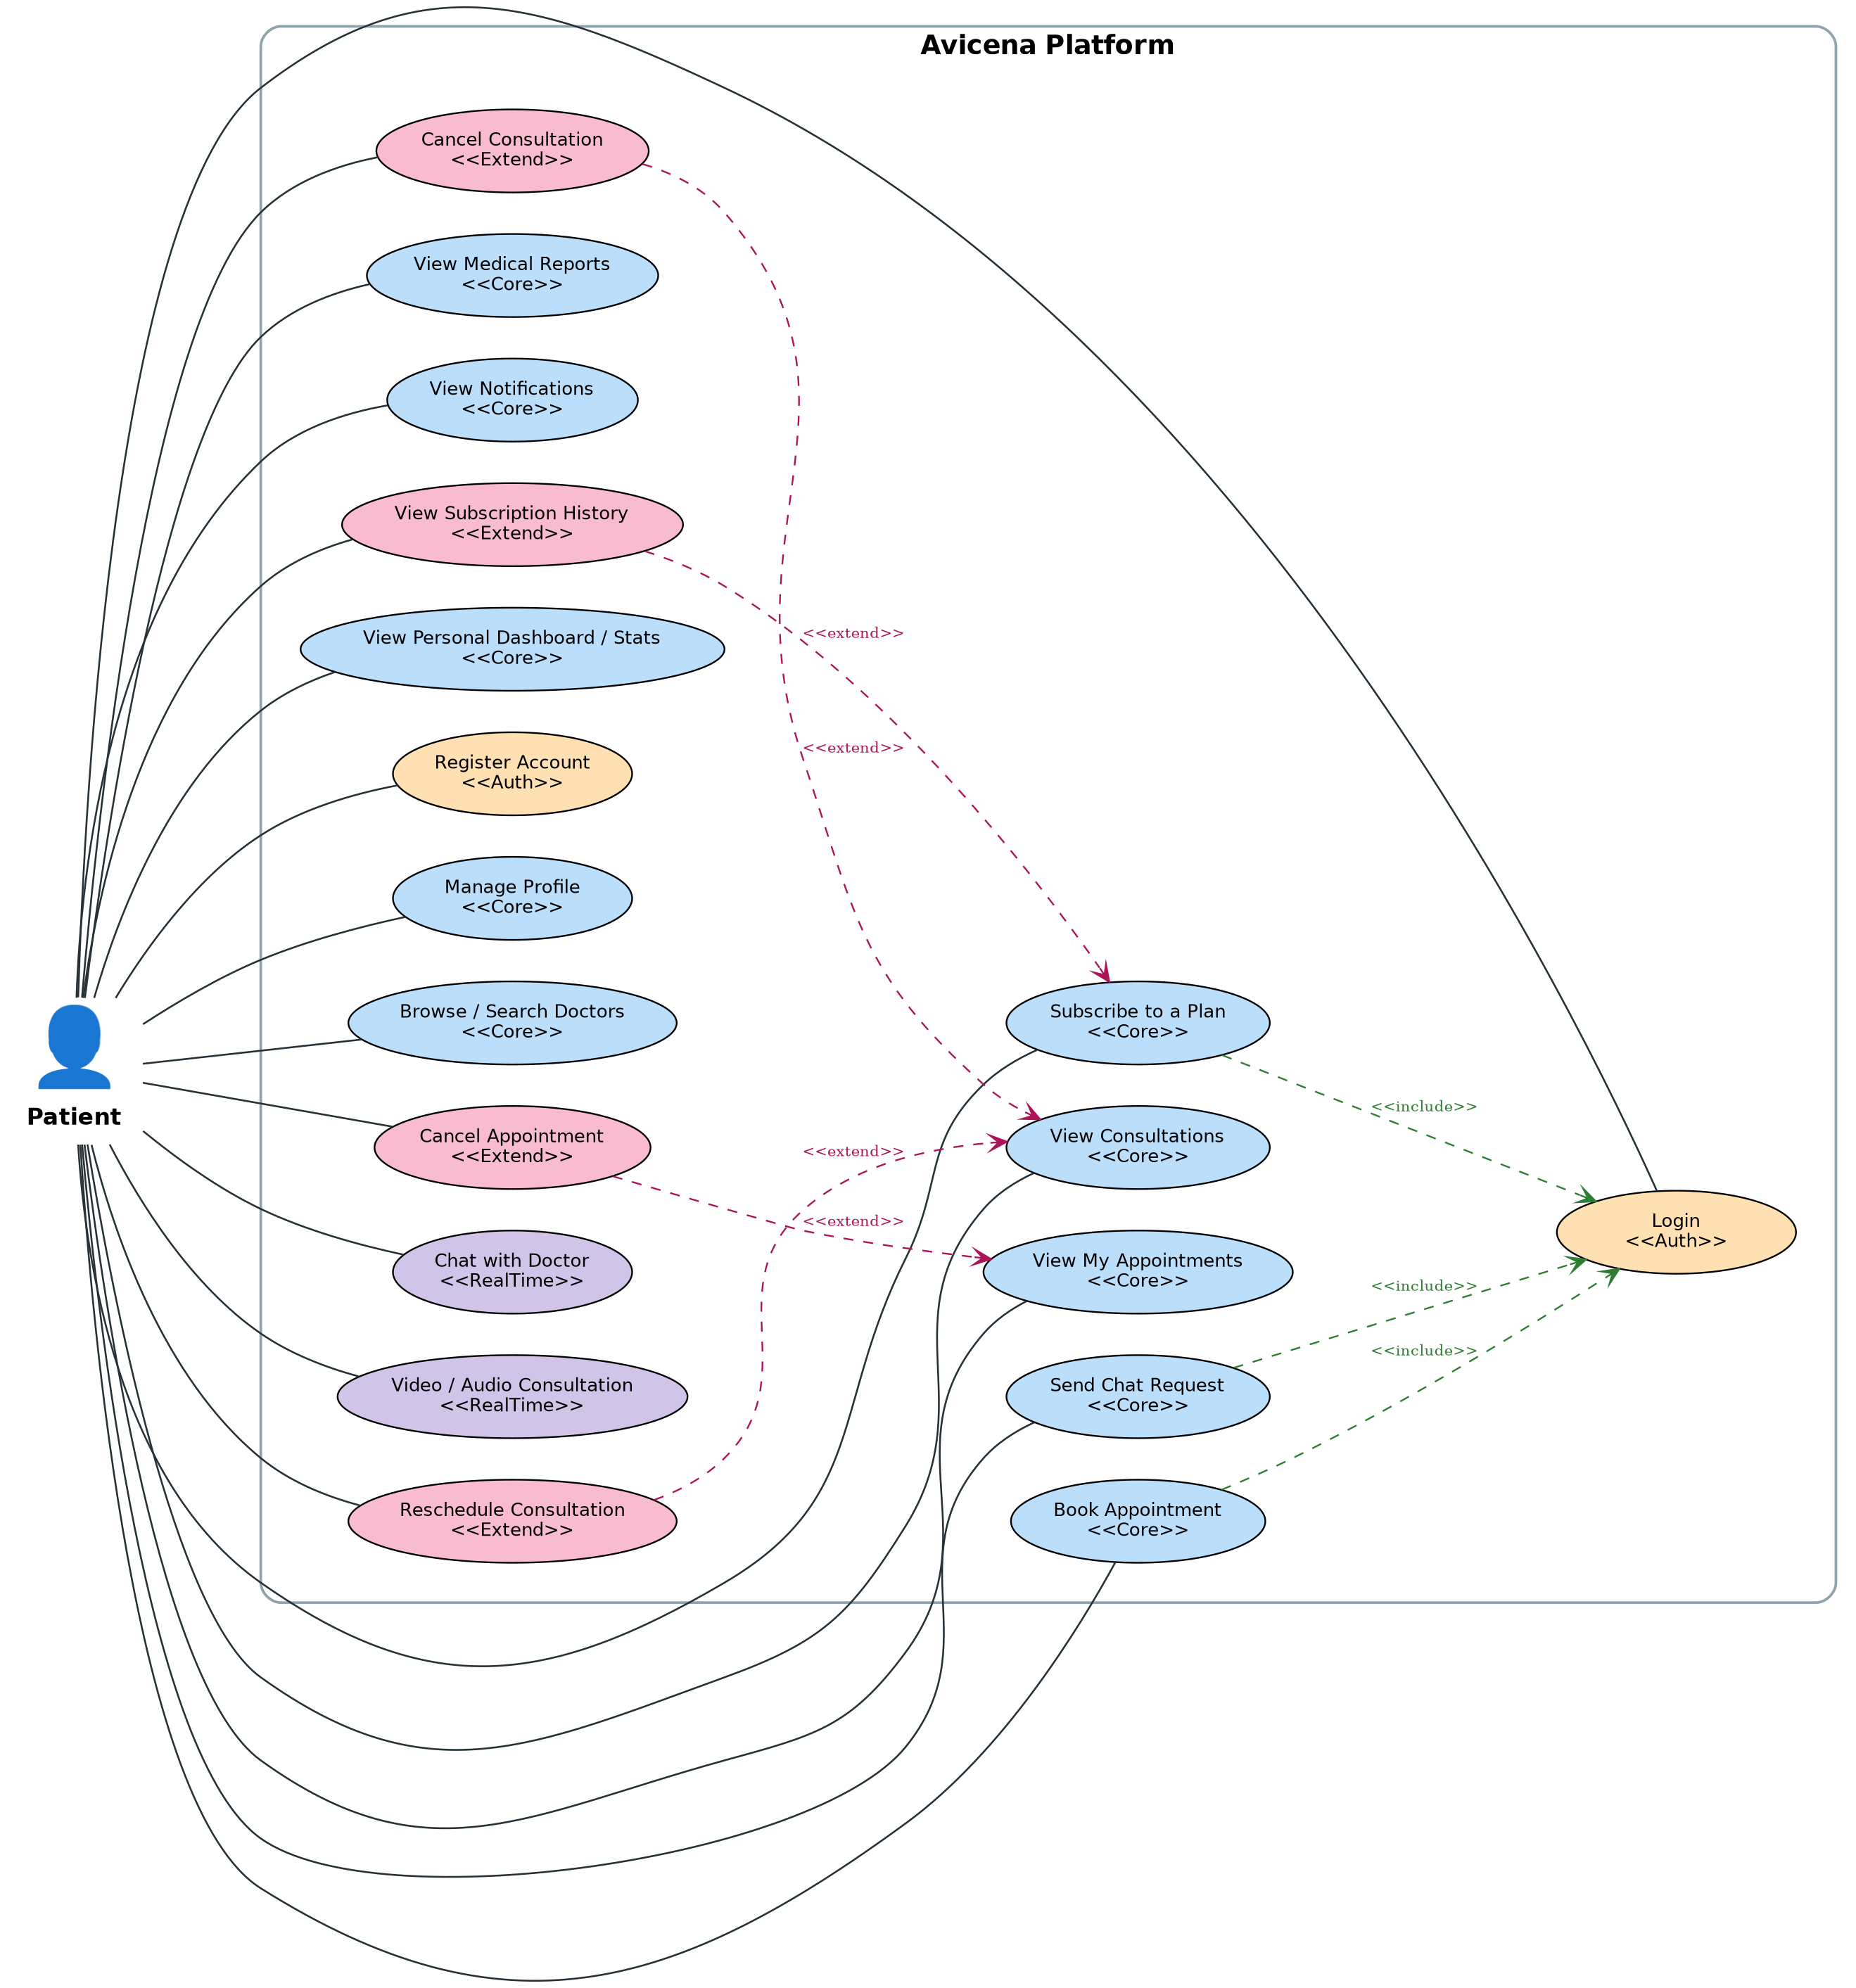 Avicena Platform
Cancel Consultation
<<Extend>>
View Medical Reports
<<Core>>
View Notifications
<<Core>>
View Subscription History
<<Extend>>
<<extend>>
View Personal Dashboard / Stats
<<Core>>
<<extend>>
Register Account
<<Auth>>
Manage Profile
<<Core>>
Browse / Search Doctors
<<Core>>
Subscribe to a Plan
<<Core>>
Patient
<<include>>
Cancel Appointment
<<Extend>>
<<extend>>
View Consultations
<<Core>>
<<extend>>
Login
<<Auth>>
Chat with Doctor
<<RealTime>>
View My Appointments
<<Core>>
<<include>>
<<include>>
Video / Audio Consultation
<<RealTime>>
Send Chat Request
<<Core>>
Reschedule Consultation
<<Extend>>
Book Appointment
<<Core>>